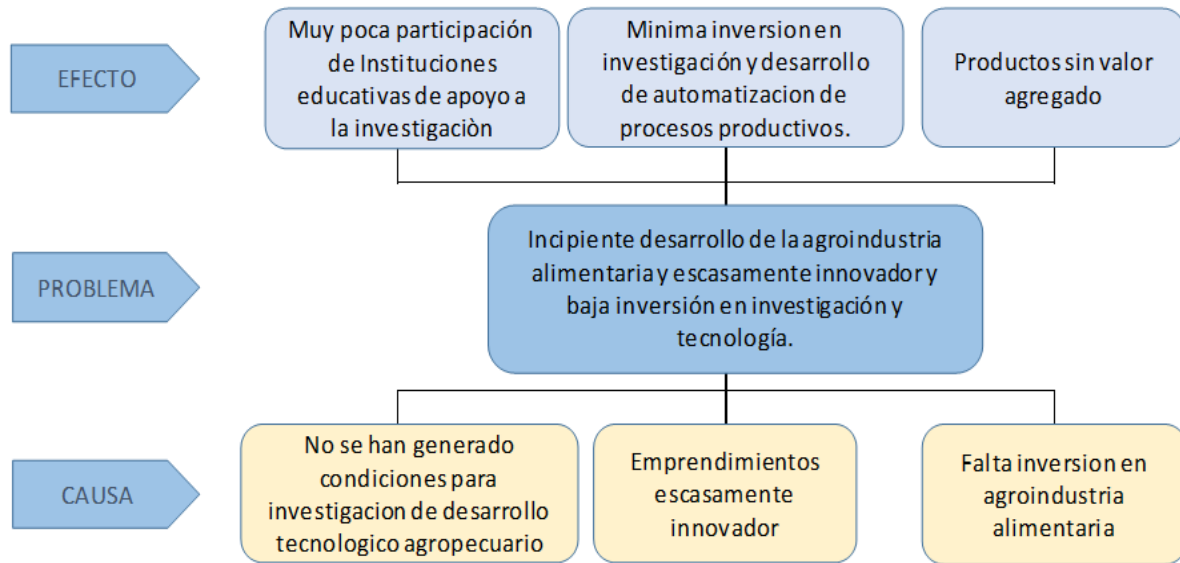 EFECTO
Muy poca participación
de Instituciones
educativas de apoyo a
la investigaciòn
Minima inversion en
investigación y desarrollo
de automatizacion de
procesos productivos.
Productos sin valor
agregado
PROBLEMA
Incipiente desarrollo de la agroindustria
alimentaria y escasamente innovador y
baja inversión en investigación y
tecnología.
CAUSA
No se han generado
condiciones para
investigacion de desarrollo
tecnologico agropecuario
Emprendimientos
escasamente
innovador
Falta inversion en
agroindustria
alimentaria